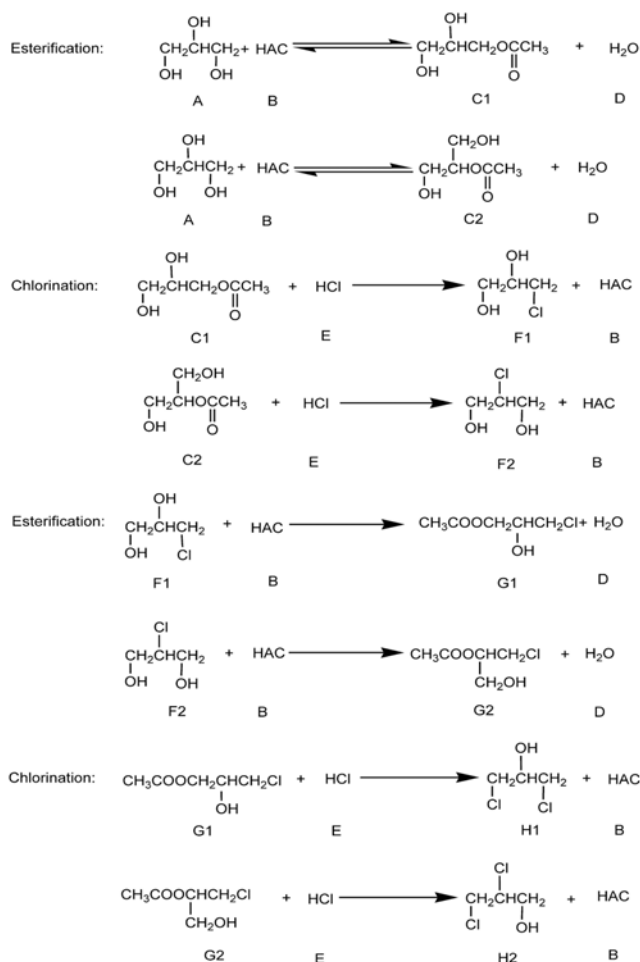 OH
Esterification: CH₂CHCH₂ + HAC CH₂CHCH₂OCCH₃ + H₂O
OH OH OH O
A B C1 D
OH CH₂OH
CH₂CHCH₂ + HAC CH₂CHOCCH₃ + H₂O
OH OH OH O
A B C2 D
OH OH
Chlorination: CH₂CHCH₂OCCH₃ + HCl CH₂CHCH₂ + HAC
OH O OH Cl
C1 E F1 B
CH₂OH Cl
CH₂CHOCCH₃ + HCl CH₂CHCH₂ + HAC
OH O OH OH
C2 E F2 B
OH
Esterification: CH₂CHCH₂ + HAC CH₃COOCH₂CHCH₂Cl + H₂O
OH Cl OH
F1 B G1 D
Cl
CH₂CHCH₂ + HAC CH₃COOCHCH₂Cl + H₂O
OH OH CH₂OH
F2 B G2 D
OH
Chlorination: CH₃COOCH₂CHCH₂Cl + HCl CH₂CHCH₂ + HAC
OH Cl Cl
G1 E H1 B
Cl
CH₃COOCHCH₂Cl + HCl CH₂CHCH₂ + HAC
CH₂OH Cl OH
G2 E H2 B